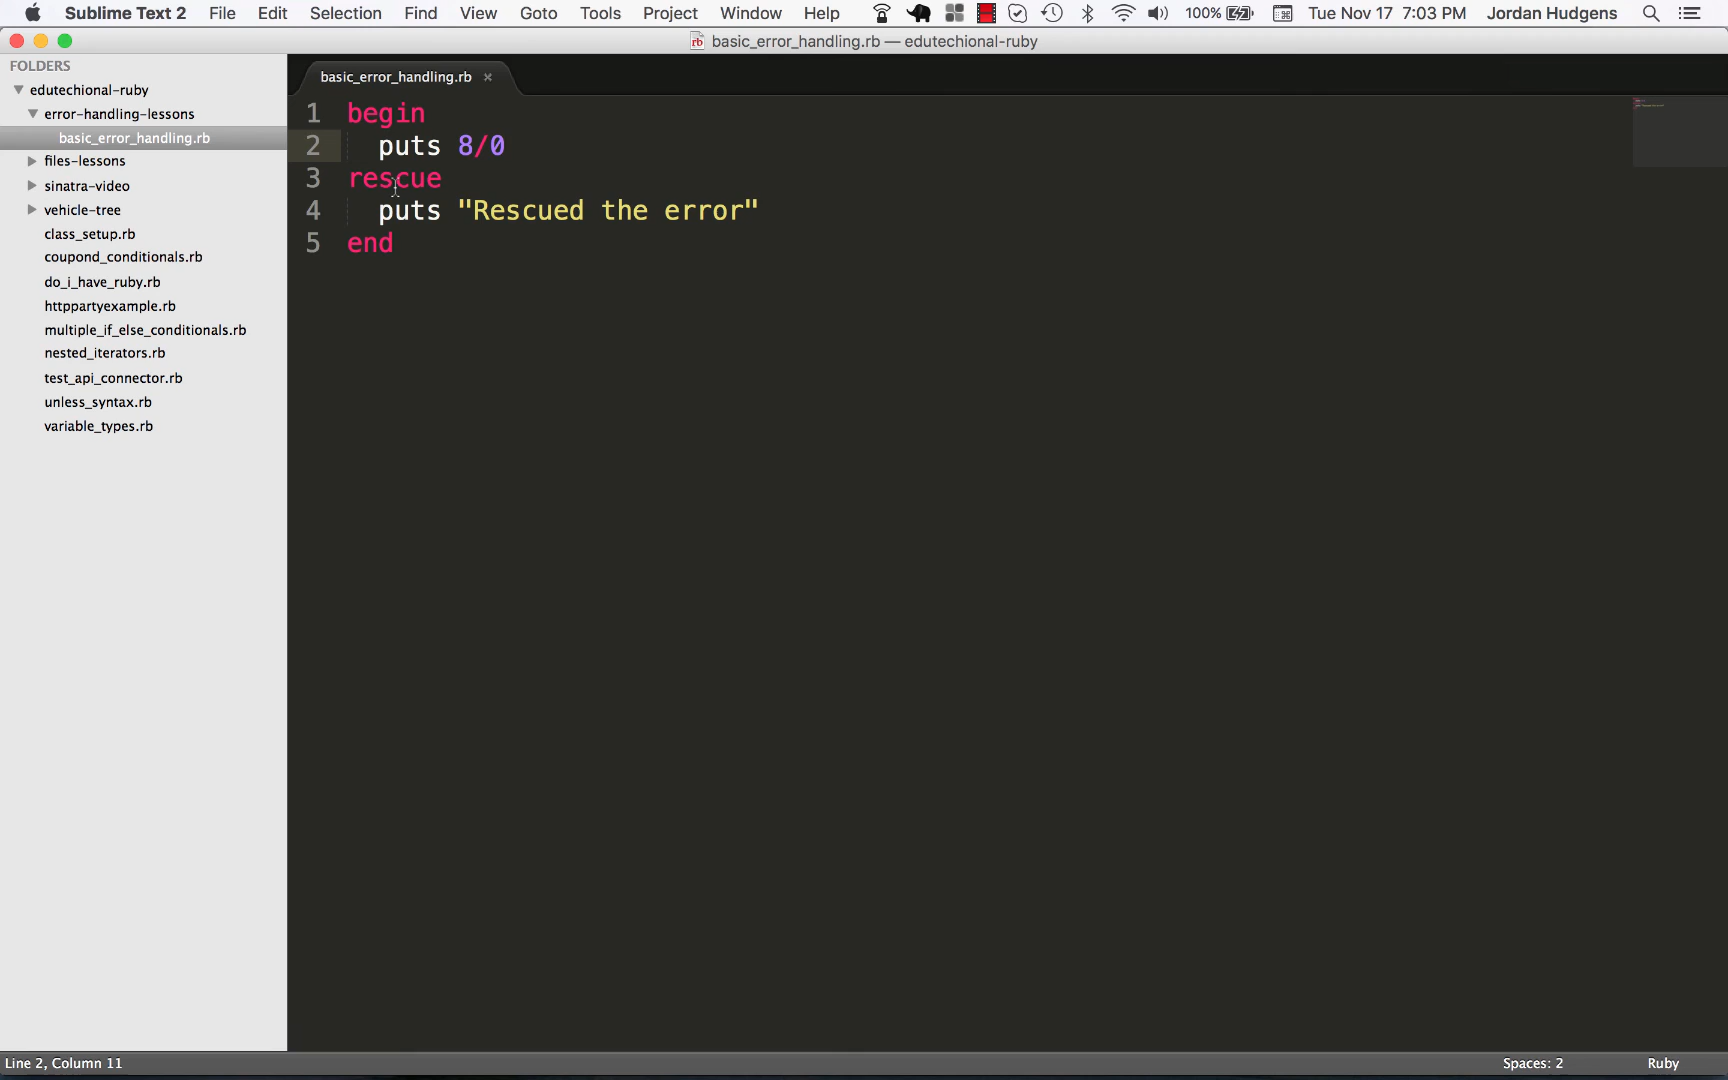 Sublime Text 2 File Edit Selection Find View Goto Tools Project Window Help 100% Tue Nov 17 7:03 PM Jordan Hudgens
basic_error_handling.rb — edutechional-ruby
FOLDERS
edutechional-ruby
error-handling-lessons
basic_error_handling.rb
files-lessons
sinatra-video
vehicle-tree
class_setup.rb
coupond_conditionals.rb
do_i_have_ruby.rb
httppartyexample.rb
multiple_if_else_conditionals.rb
nested_iterators.rb
test_api_connector.rb
unless_syntax.rb
variable_types.rb
basic_error_handling.rb ×
1 begin
2 puts 8/0
3 rescue
4 puts "Rescued the error"
5 end
Line 2, Column 11 Spaces: 2 Ruby